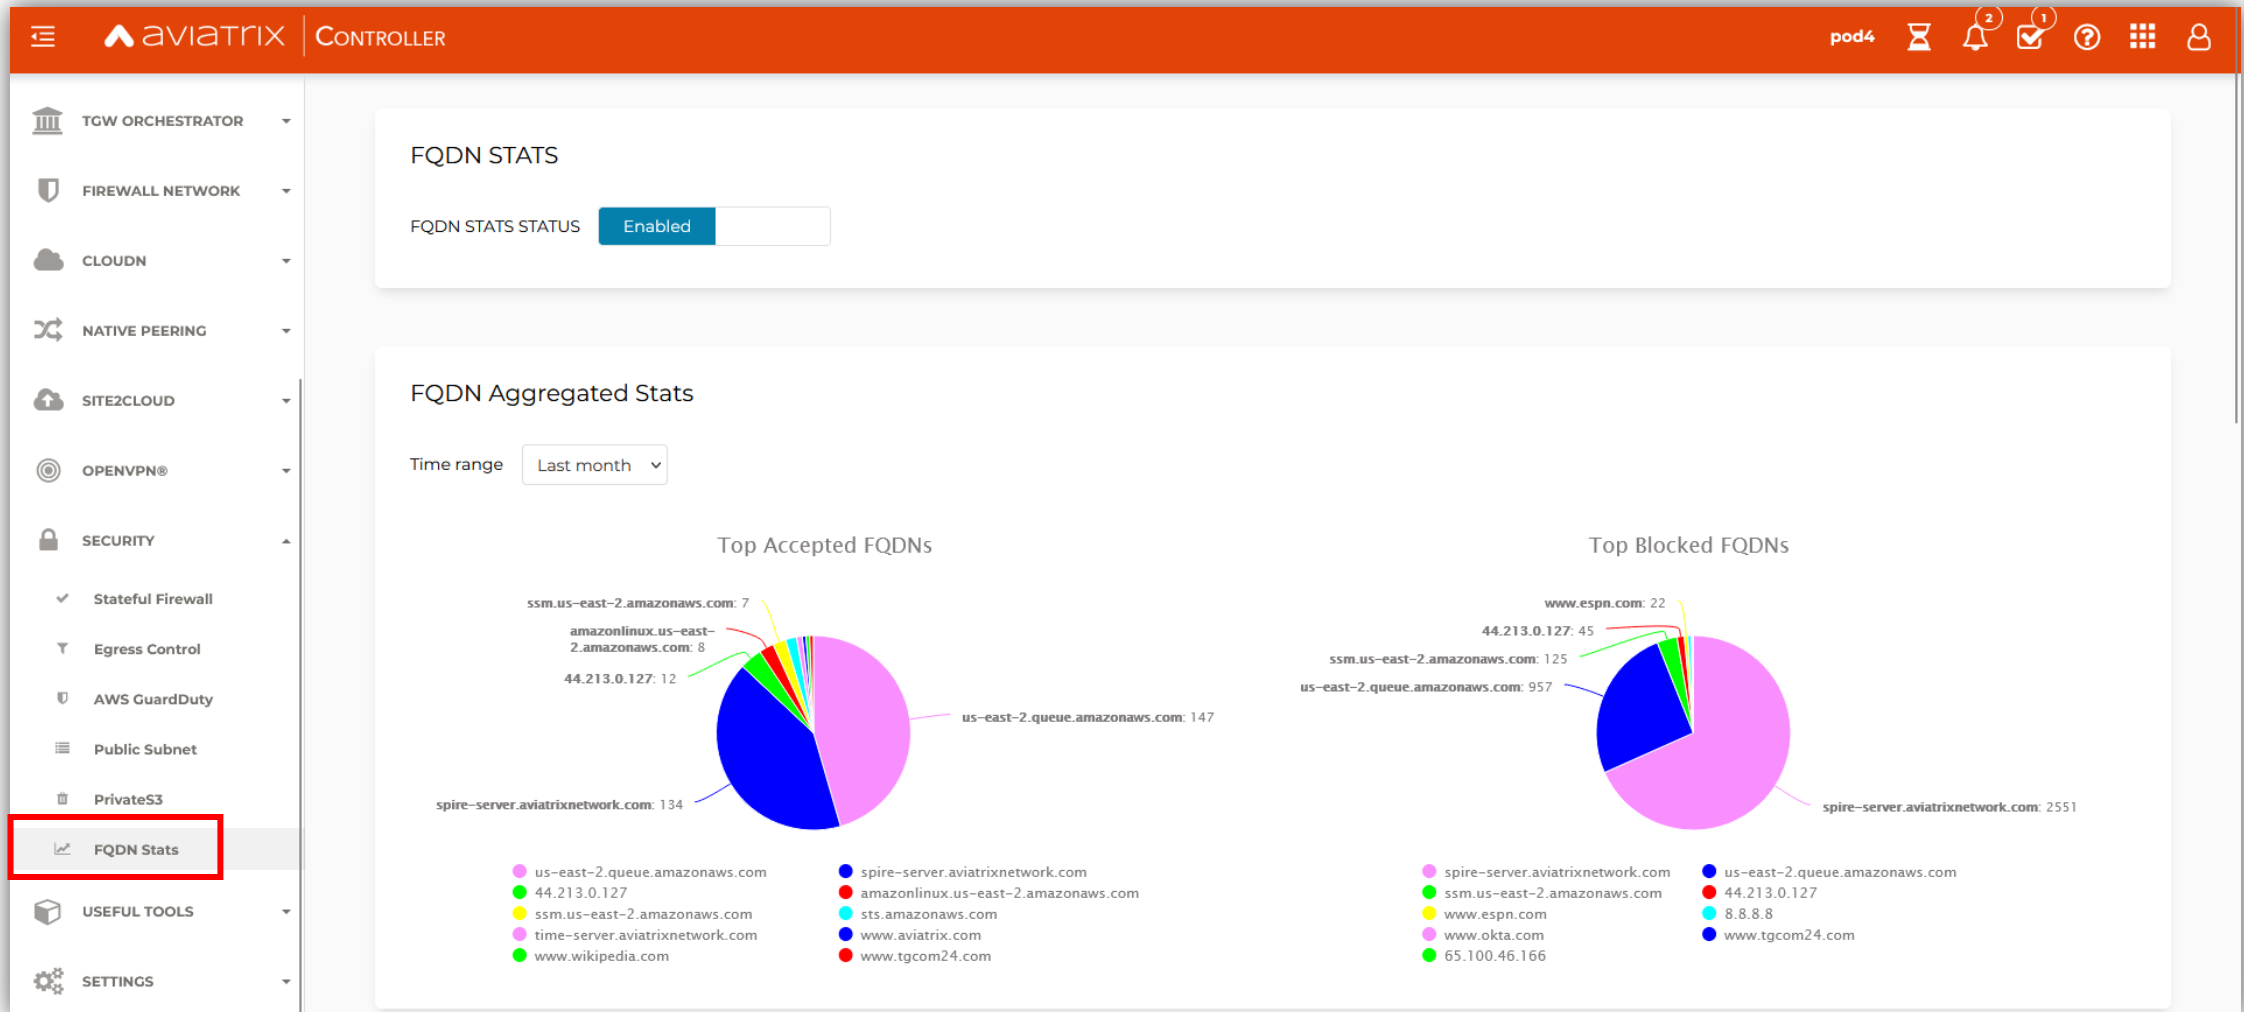 aviatrix CONTROLLER
pod4
2
1
TGW ORCHESTRATOR
FIREWALL NETWORK
CLOUDN
NATIVE PEERING
SITE2CLOUD
OPENVPN®
SECURITY
Stateful Firewall
Egress Control
AWS GuardDuty
Public Subnet
PrivateS3
FQDN Stats
USEFUL TOOLS
SETTINGS
FQDN STATS
FQDN STATS STATUS Enabled
FQDN Aggregated Stats
Time range Last month
Top Accepted FQDNs
ssm.us-east-2.amazonaws.com: 7
amazonlinux.us-east-
2.amazonaws.com: 8
44.213.0.127: 12
us-east-2.queue.amazonaws.com: 147
spire-server.aviatrixnetwork.com: 134
us-east-2.queue.amazonaws.com spire-server.aviatrixnetwork.com
44.213.0.127 amazonlinux.us-east-2.amazonaws.com
ssm.us-east-2.amazonaws.com sts.amazonaws.com
time-server.aviatrixnetwork.com www.aviatrix.com
www.wikipedia.com www.tgcom24.com
Top Blocked FQDNs
www.espn.com: 22
44.213.0.127: 45
ssm.us-east-2.amazonaws.com: 125
us-east-2.queue.amazonaws.com: 957
spire-server.aviatrixnetwork.com: 2551
spire-server.aviatrixnetwork.com us-east-2.queue.amazonaws.com
ssm.us-east-2.amazonaws.com 44.213.0.127
www.espn.com 8.8.8.8
www.okta.com www.tgcom24.com
65.100.46.166